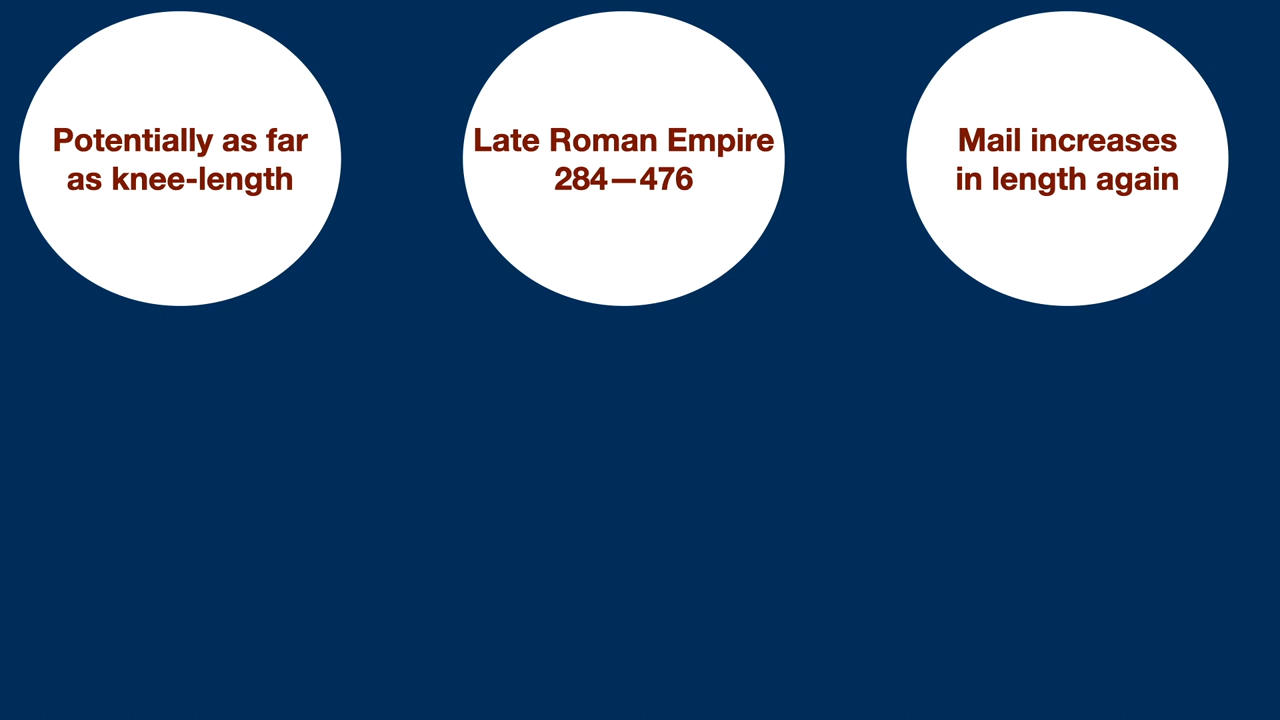 Potentially as far
as knee-length
Late Roman Empire
284—476
Mail increases
in length again